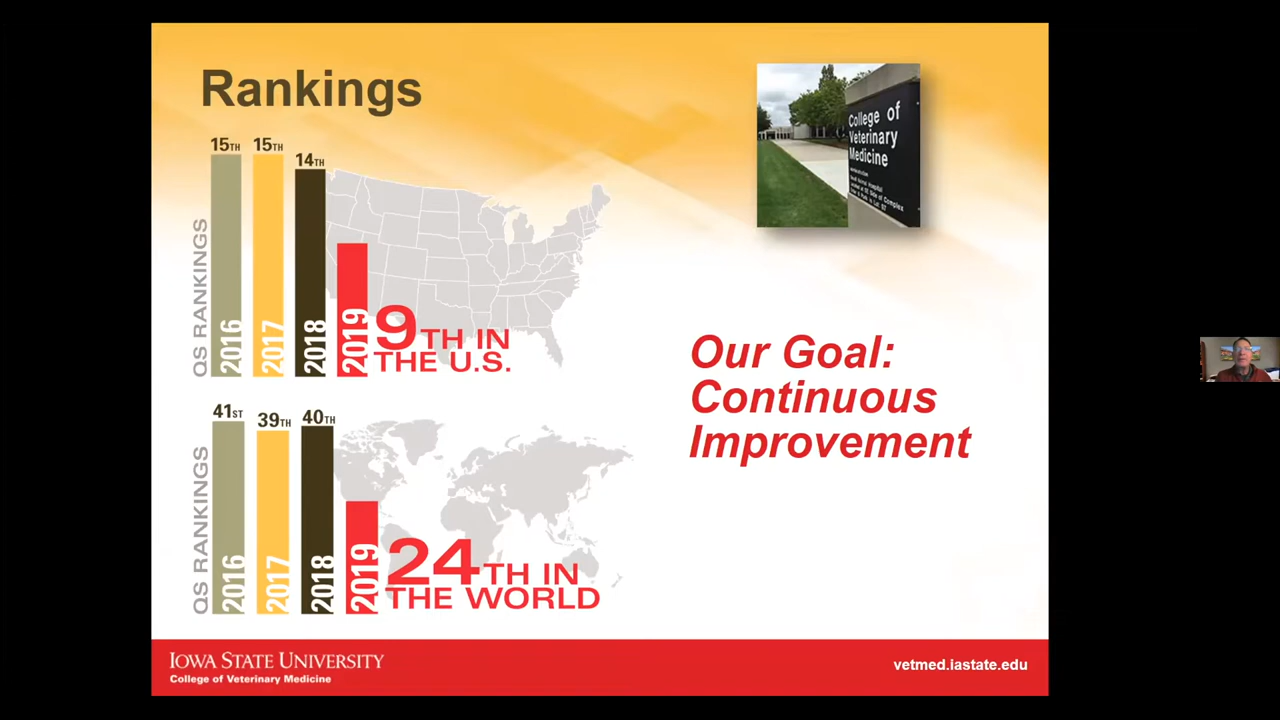 Rankings
15TH
15TH
14TH
QS RANKINGS
2016
2017
2018
2019
9TH IN
THE U.S.
41ST
39TH
40TH
QS RANKINGS
2016
2017
2018
2019
24TH IN
THE WORLD
College of
Veterinary
Medicine
Our Goal:
Continuous
Improvement
IOWA STATE UNIVERSITY
College of Veterinary Medicine
vetmed.iastate.edu